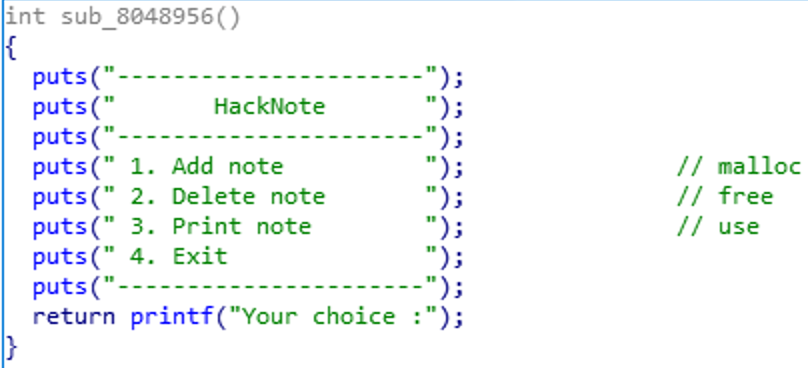 int sub_8048956()
{
  puts("----------------------");
  puts("       HackNote       ");
  puts("----------------------");
  puts(" 1. Add note          ");               // malloc
  puts(" 2. Delete note       ");               // free
  puts(" 3. Print note        ");               // use
  puts(" 4. Exit              ");
  puts("----------------------");
  return printf("Your choice :");
}